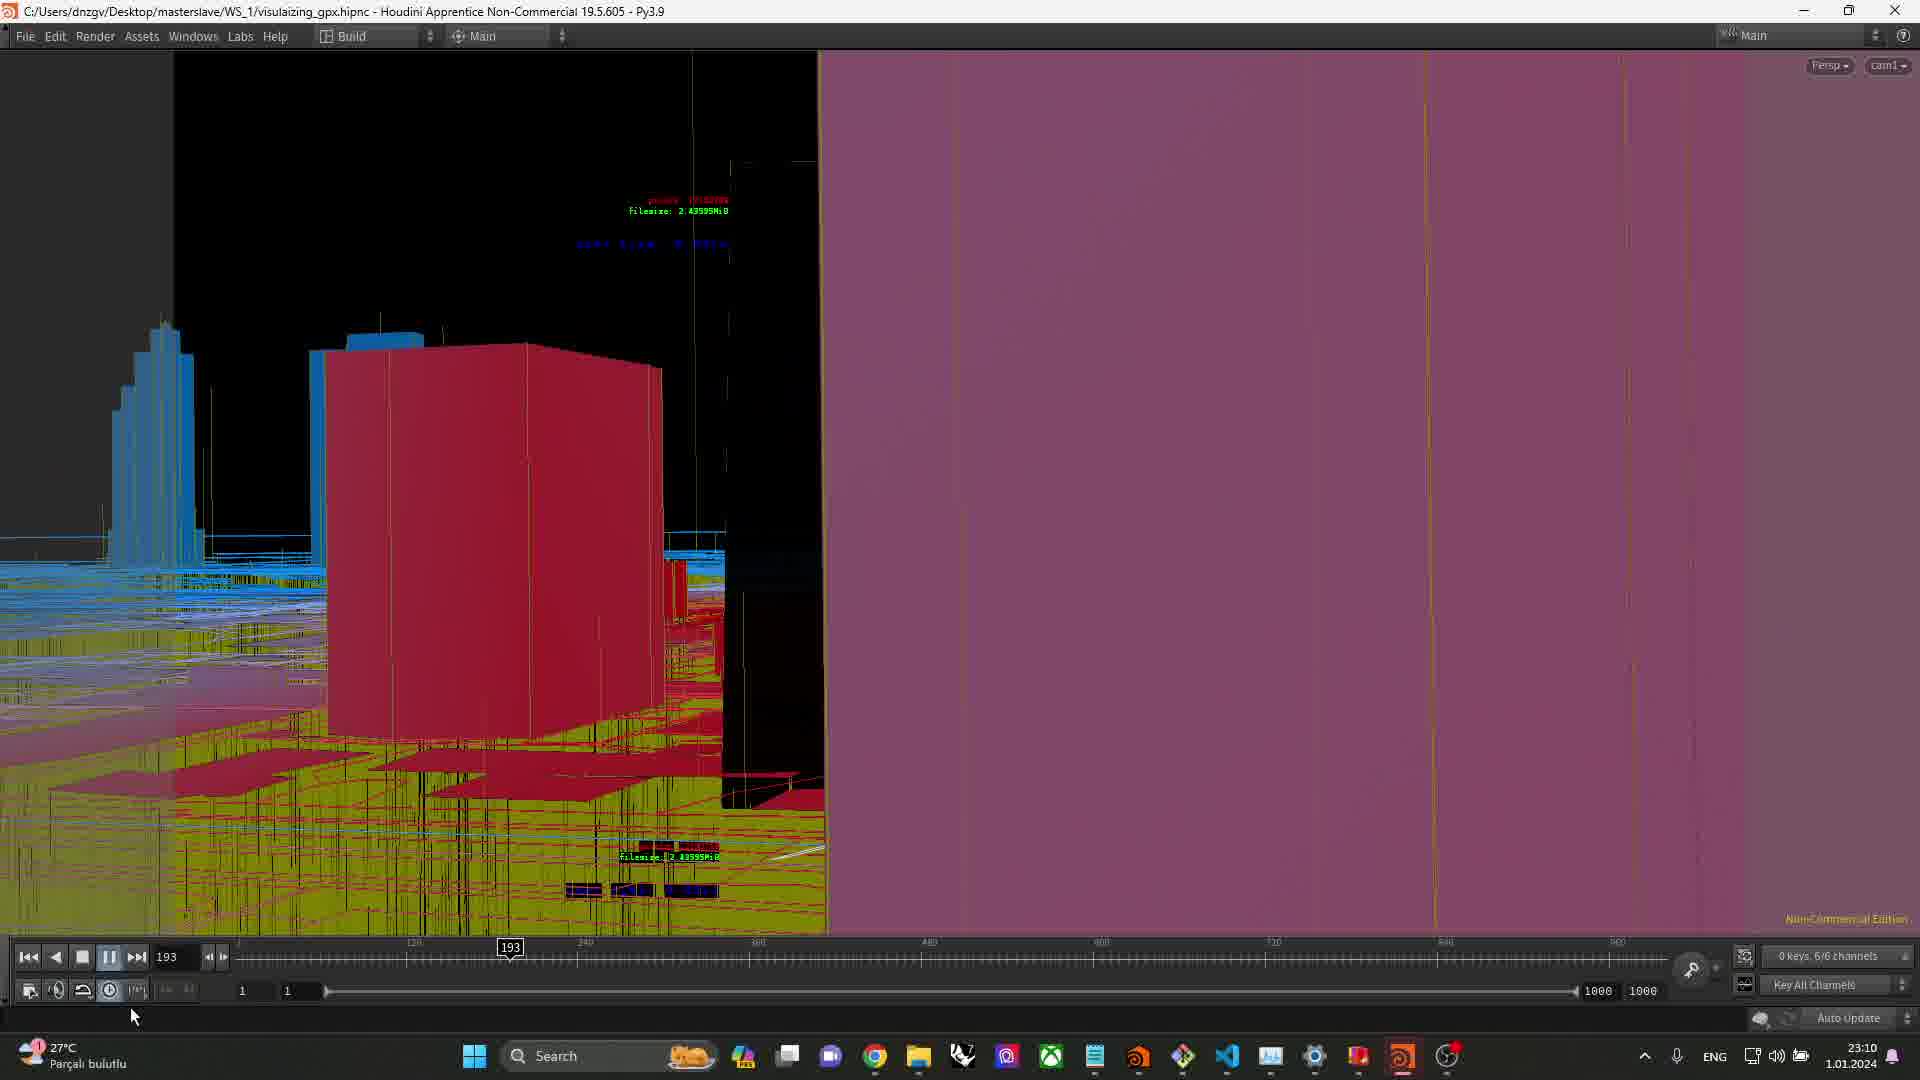 C:/Users/dnzgv/Desktop/masterslave/WS_1/visulaizing_gpx.hipnc - Houdini Apprentice Non-Commercial 19.5.605 - Py3.9
File Edit Render Assets Windows Labs Help Build Main Main
Persp cam1
filesize: 2.43595MiB
filesize: 2.43595MiB
Non-Commercial Edition
193 1 120 193 240 360 480 600 720 840 960 0 keys, 6/6 channels
1 1 1000 1000 Key All Channels
Auto Update
27°C
Parçalı bulutlu
Search
PRE
ENG
23:10
1.01.2024